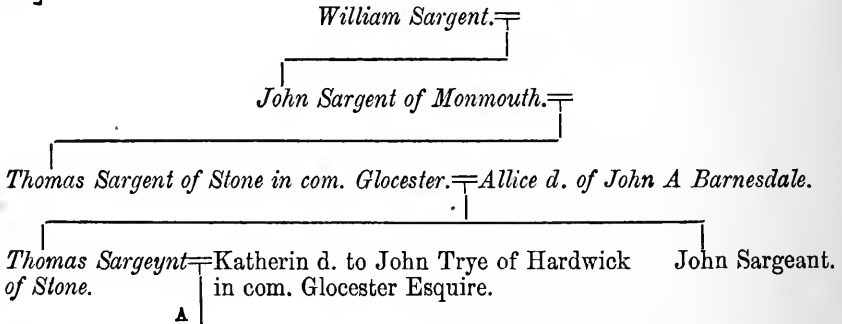 William Sargent.
John Sargent of Monmouth.
Thomas Sargent of Stone in com. Glocester. Allice d. of John A Barnesdale.
Thomas Sargeynt Katherin d. to John Trye of Hardwick John Sargeant.
of Stone. in com. Glocester Esquire.
A